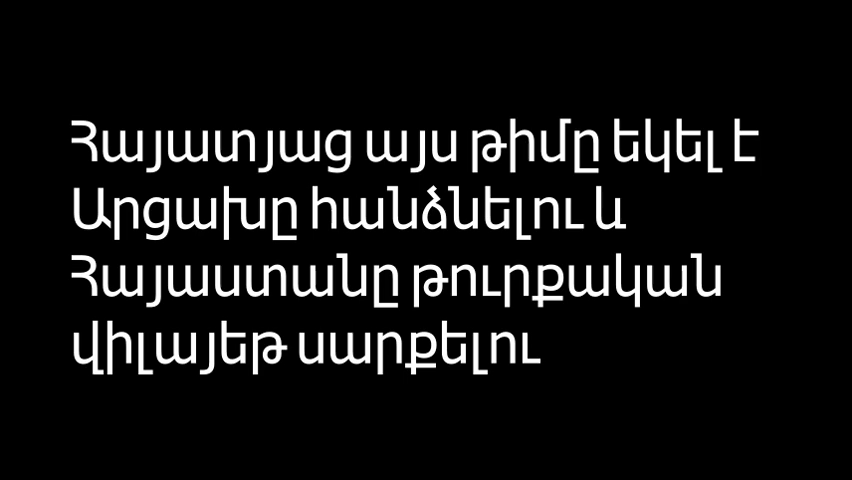 Հայատյաց այս թիմը եկել է
Արցախը հանձնելու և
Հայաստանը թուրքական
վիլայեթ սարքելու